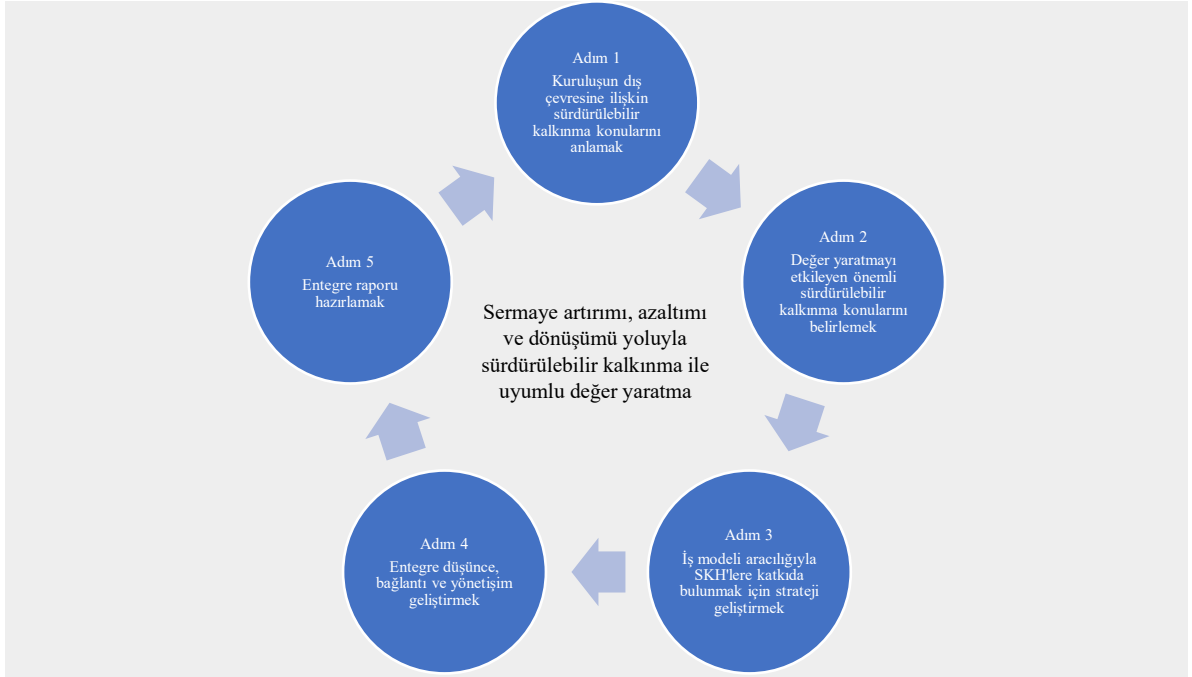 Adım 1
Kuruluşun dış
çevresine ilişkin
sürdürülebilir
kalkınma konularını
anlamak
Adım 2
Değer yaratmayı
etkileyen önemli
sürdürülebilir
kalkınma konularını
belirlemek
Adım 3
İş modeli aracılığıyla
SKH'lere katkıda
bulunmak için strateji
geliştirmek
Adım 4
Entegre düşünce,
bağlantı ve yönetişim
geliştirmek
Adım 5
Entegre raporu
hazırlamak
Sermaye artırımı, azaltımı
ve dönüşümü yoluyla
sürdürülebilir kalkınma ile
uyumlu değer yaratma